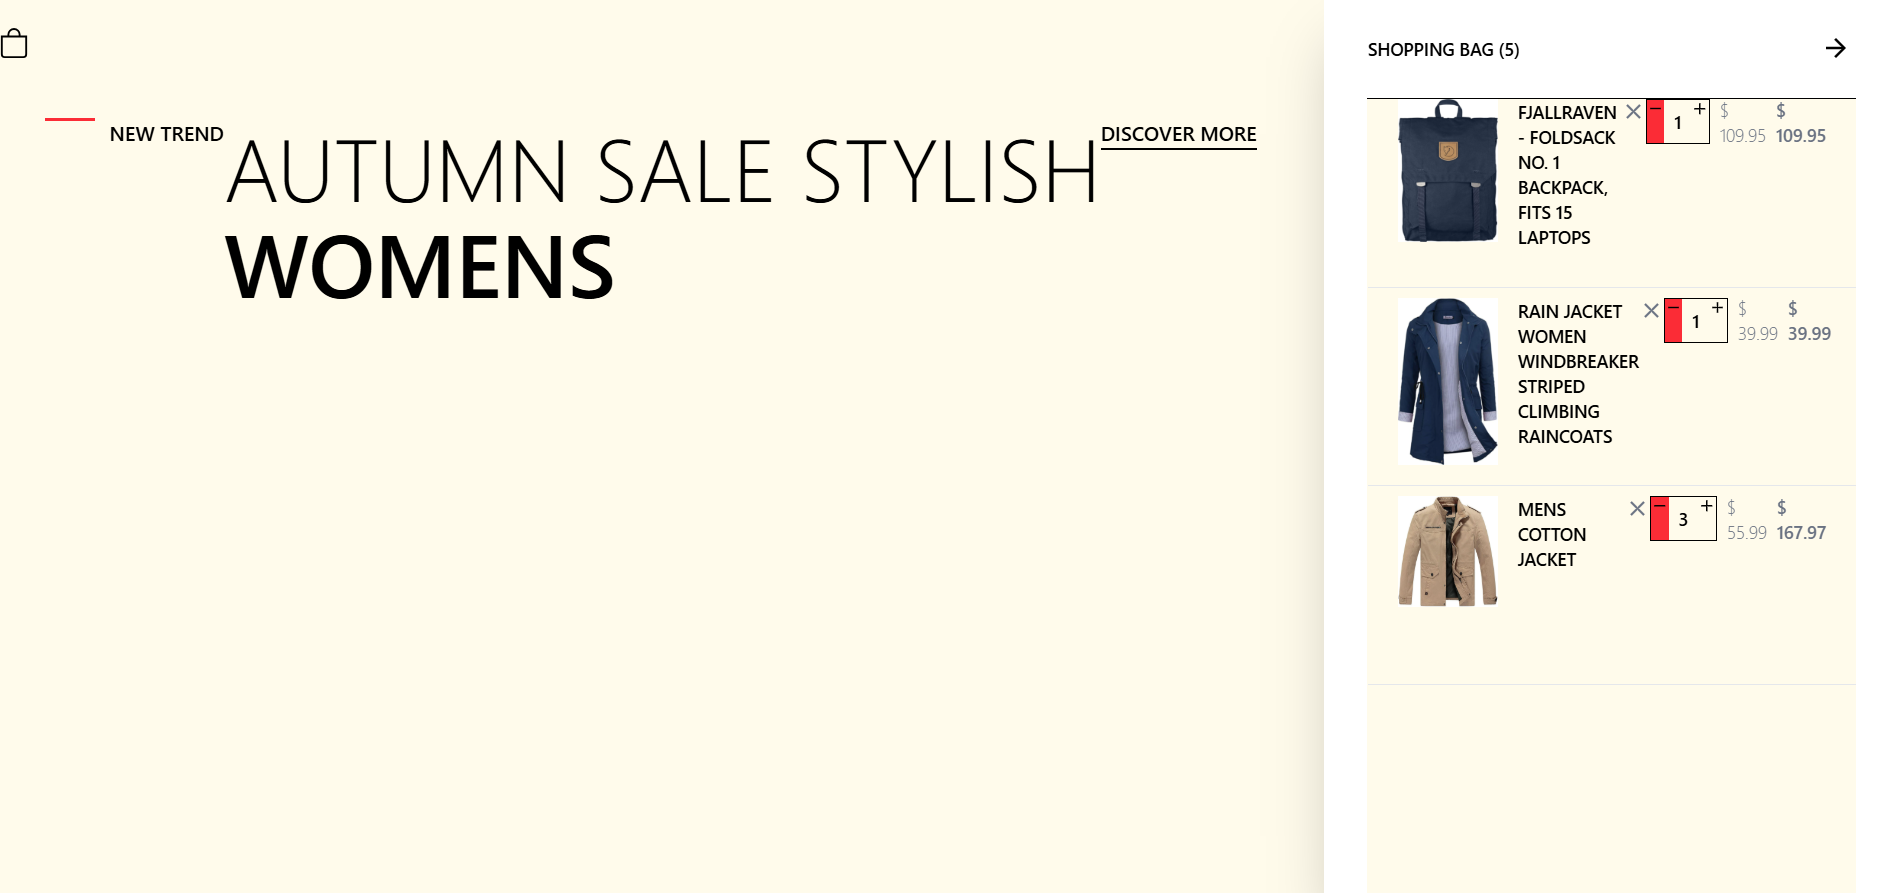 NEW TREND
AUTUMN SALE STYLISH
WOMENS
DISCOVER MORE
SHOPPING BAG (5)
FJALLRAVEN
- FOLDSACK
NO. 1
BACKPACK,
FITS 15
LAPTOPS
− 1 +
$
109.95
$
109.95
RAIN JACKET
WOMEN
WINDBREAKER
STRIPED
CLIMBING
RAINCOATS
− 1 +
$
39.99
$
39.99
MENS
COTTON
JACKET
− 3 +
$
55.99
$
167.97